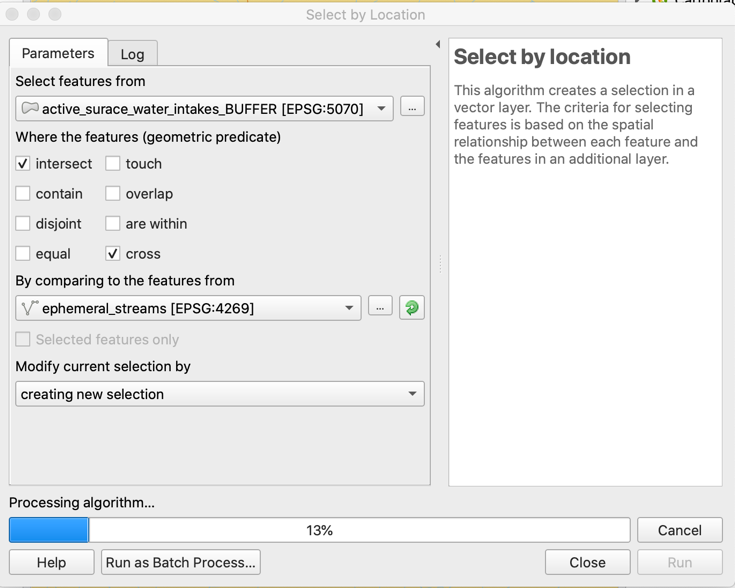 Select by Location
Parameters
Log
Select features from
active_surace_water_intakes_BUFFER [EPSG:5070]
...
Where the features (geometric predicate)
intersect
touch
contain
overlap
disjoint
are within
equal
cross
By comparing to the features from
ephemeral_streams [EPSG:4269]
...
Selected features only
Modify current selection by
creating new selection
Select by location
This algorithm creates a selection in a
vector layer. The criteria for selecting
features is based on the spatial
relationship between each feature and
the features in an additional layer.
Processing algorithm...
13%
Cancel
Help
Run as Batch Process...
Close
Run